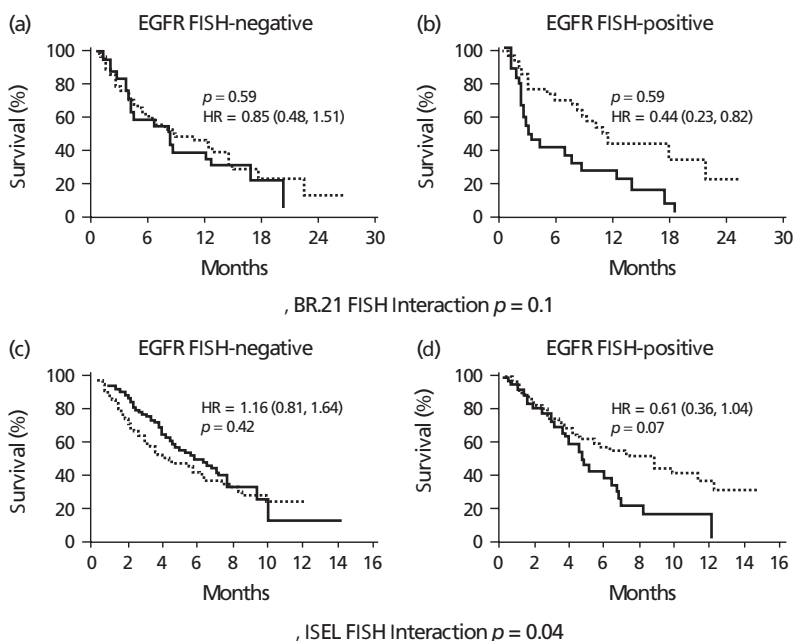 (a)
EGFR FISH-negative
100
80
60
40
20
0
Survival (%)
p = 0.59
HR = 0.85 (0.48, 1.51)
0 6 12 18 24 30
Months
(b)
EGFR FISH-positive
100
80
60
40
20
0
Survival (%)
p = 0.59
HR = 0.44 (0.23, 0.82)
0 6 12 18 24 30
Months
, BR.21 FISH Interaction p = 0.1
(c)
EGFR FISH-negative
100
80
60
40
20
0
Survival (%)
HR = 1.16 (0.81, 1.64)
p = 0.42
0 2 4 6 8 10 12 14 16
Months
(d)
EGFR FISH-positive
100
80
60
40
20
0
Survival (%)
HR = 0.61 (0.36, 1.04)
p = 0.07
0 2 4 6 8 10 12 14 16
Months
, ISEL FISH Interaction p = 0.04